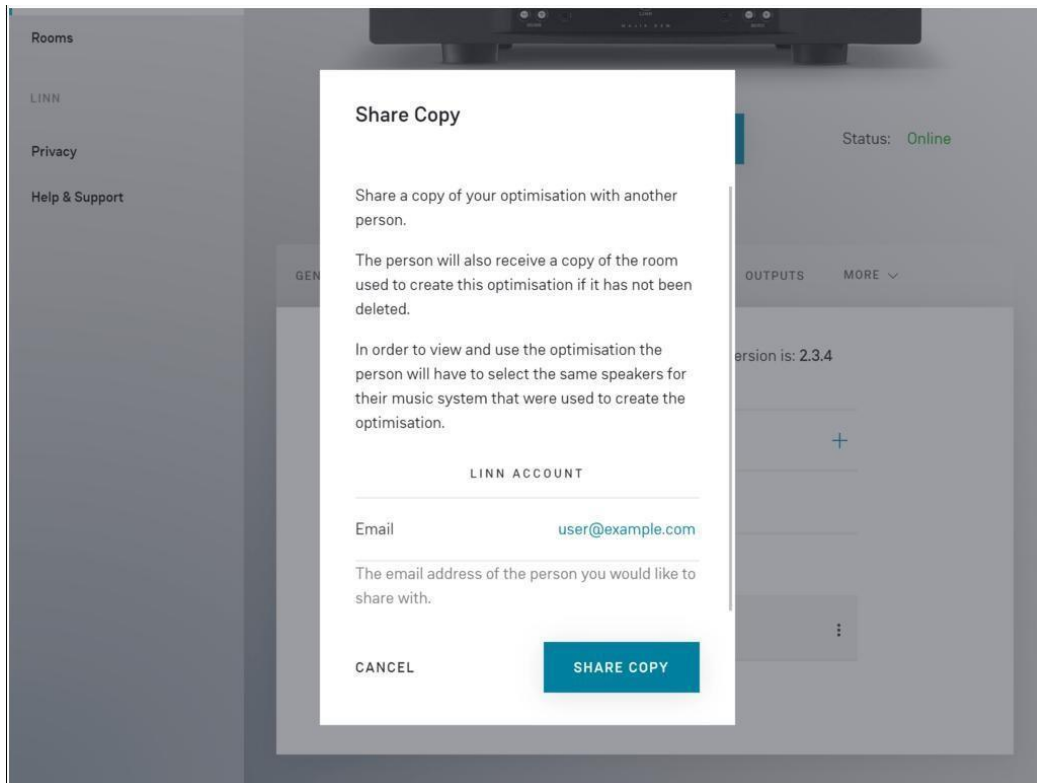 Rooms
LINN
Privacy
Help & Support
LINN
Status: Online
GEN
OUTPUTS
MORE
ersion is: 2.3.4
Share Copy
Share a copy of your optimisation with another
person.
The person will also receive a copy of the room
used to create this optimisation if it has not been
deleted.
In order to view and use the optimisation the
person will have to select the same speakers for
their music system that were used to create the
optimisation.
LINN ACCOUNT
Email user@example.com
The email address of the person you would like to
share with.
CANCEL
SHARE COPY